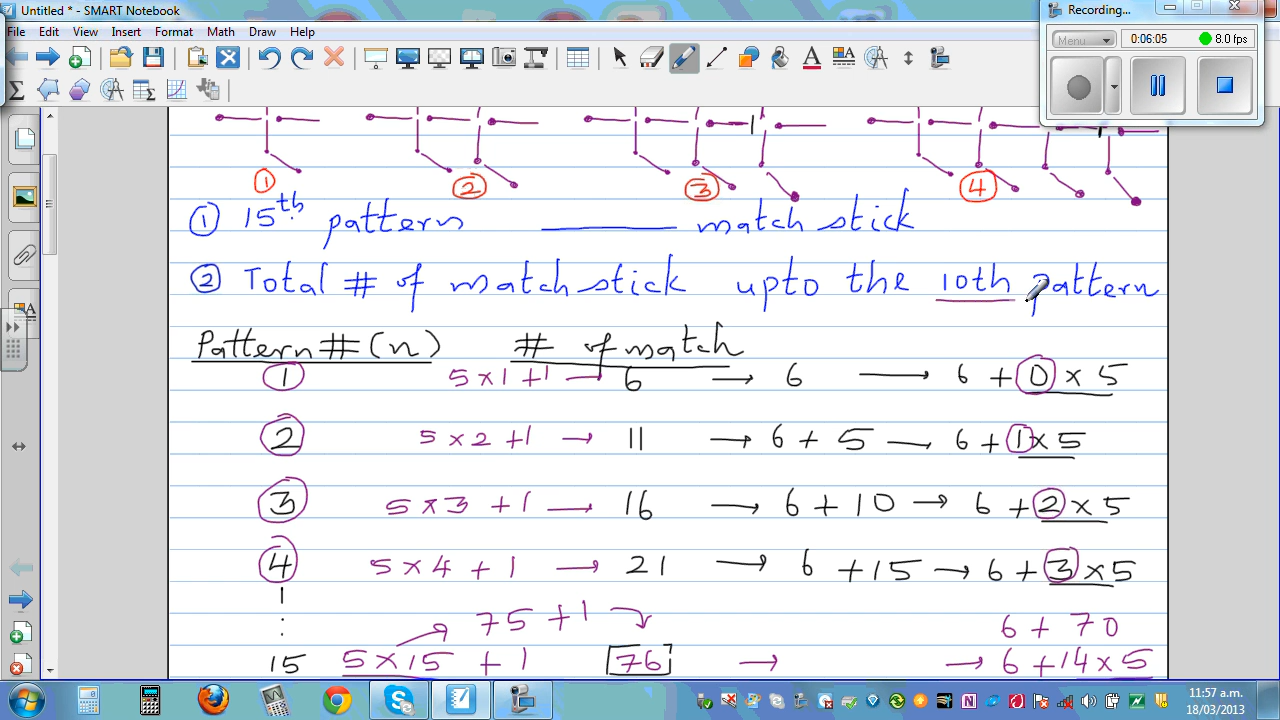 Untitled * - SMART Notebook
Recording...
File Edit View Insert Format Math Draw Help
Menu 0:06:05 8.0 fps
① ② ③ ④
① 15th pattern ________ match stick
② Total # of match stick upto the 10th pattern
Pattern # (n) # of match
① 5 x 1 + 1 → 6 → 6 → 6 + 0 x 5
② 5 x 2 + 1 → 11 → 6 + 5 → 6 + 1 x 5
③ 5 x 3 + 1 → 16 → 6 + 10 → 6 + 2 x 5
④ 5 x 4 + 1 → 21 → 6 + 15 → 6 + 3 x 5
75 + 1 6 + 70
15 5 x 15 + 1 76 → → 6 + 14 x 5
11:57 a.m.
18/03/2013